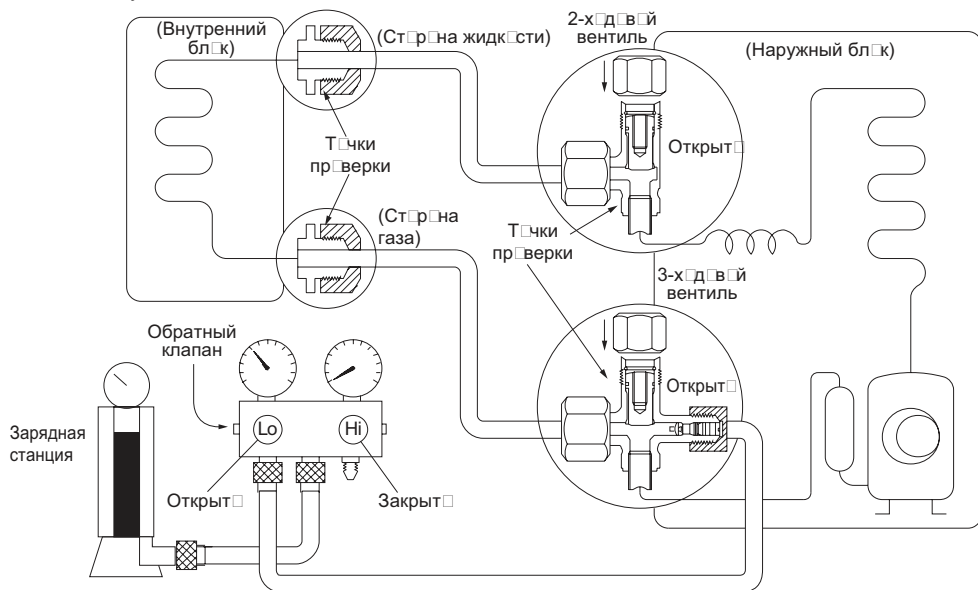 (Внутренний
бл□к)
(Ст□р□на жидк□сти)
2-х□д□в□й
вентиль
(Наружный бл□к)
Открыт□
Т□чки
пр□верки
(Ст□р□на
газа)
Т□чки
пр□верки
3-х□д□в□й
вентиль
Обратный
клапан
Открыт□
Зарядная
станция
Lo
Hi
Открыт□
Закрыт□